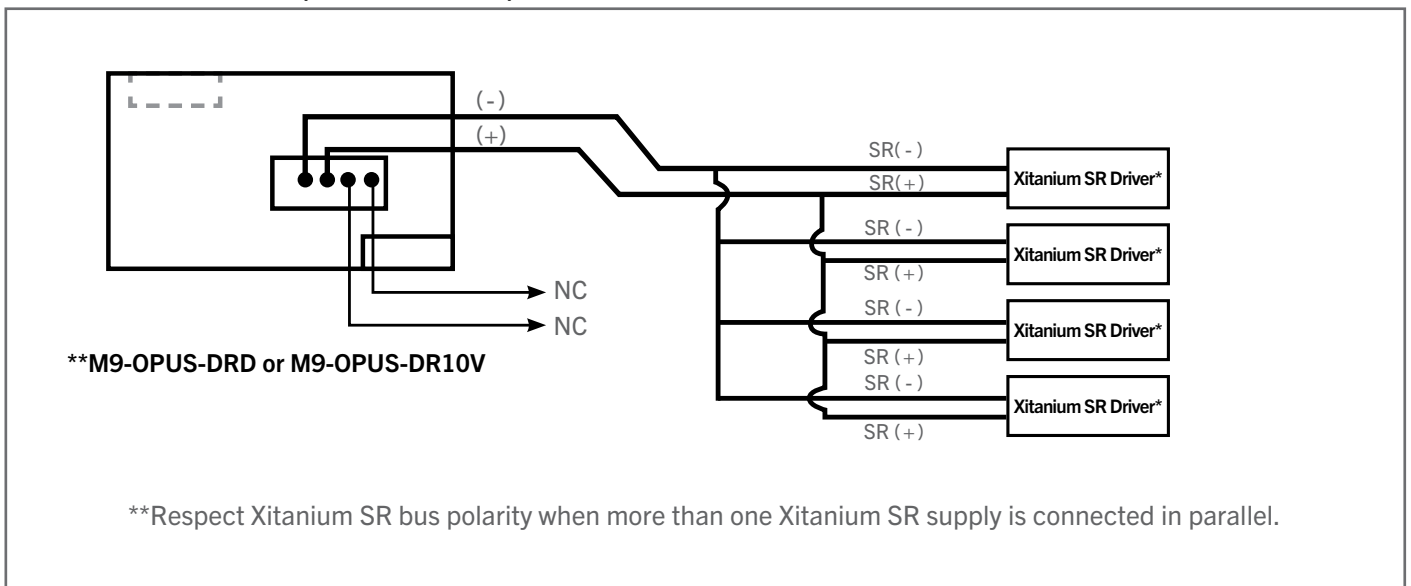 (-)
(+)
SR( - )
Xitanium SR Driver*
SR(+)
SR ( - )
Xitanium SR Driver*
SR (+)
NC
SR ( - )
NC
Xitanium SR Driver*
SR (+)
**M9-OPUS-DRD or M9-OPUS-DR10V
SR ( - )
Xitanium SR Driver*
SR (+)
**Respect Xitanium SR bus polarity when more than one Xitanium SR supply is connected in parallel.